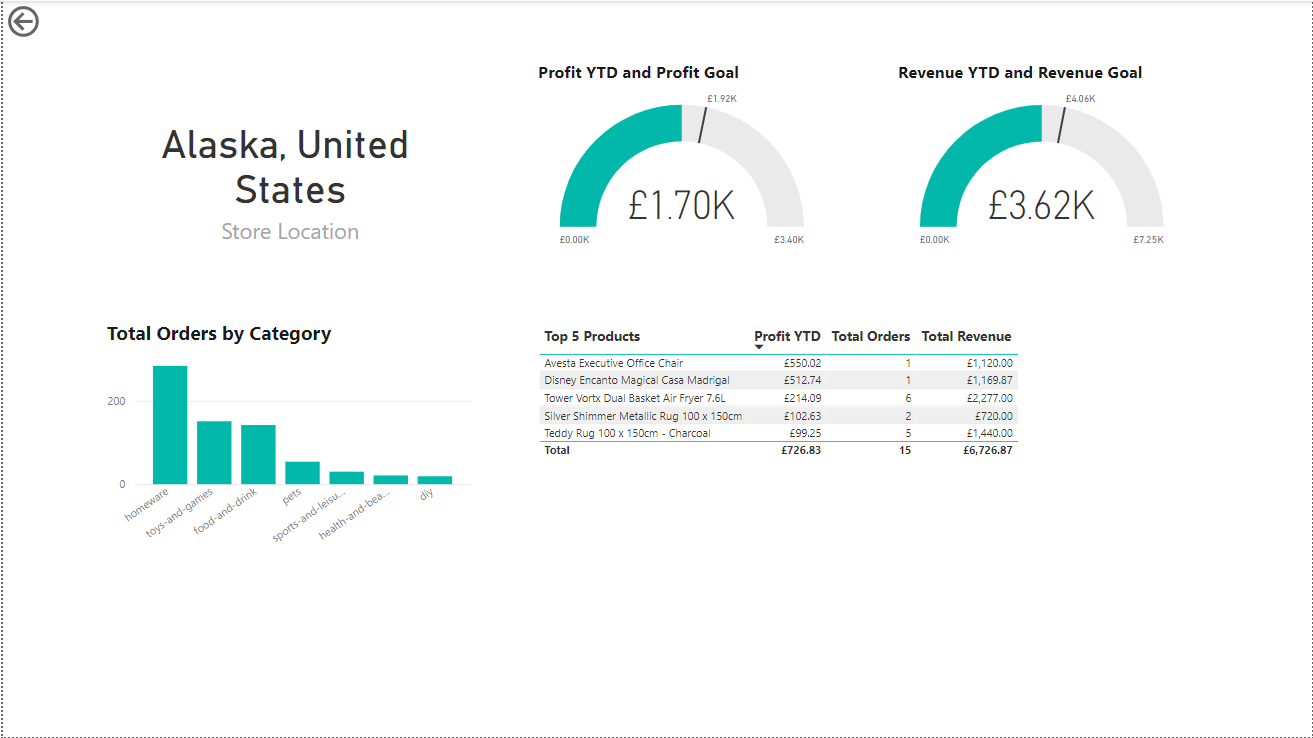 Alaska, United
States
Store Location
Profit YTD and Profit Goal
£1.92K
£1.70K
£0.00K
£3.40K
Revenue YTD and Revenue Goal
£4.06K
£3.62K
£0.00K
£7.25K
Total Orders by Category
200
0
homeware
toys-and-games
food-and-drink
pets
sports-and-leisu...
health-and-bea...
diy
Top 5 Products Profit YTD Total Orders Total Revenue
Avesta Executive Office Chair £550.02 1 £1,120.00
Disney Encanto Magical Casa Madrigal £512.74 1 £1,169.87
Tower Vortx Dual Basket Air Fryer 7.6L £214.09 6 £2,277.00
Silver Shimmer Metallic Rug 100 x 150cm £102.63 2 £720.00
Teddy Rug 100 x 150cm - Charcoal £99.25 5 £1,440.00
Total £726.83 15 £6,726.87